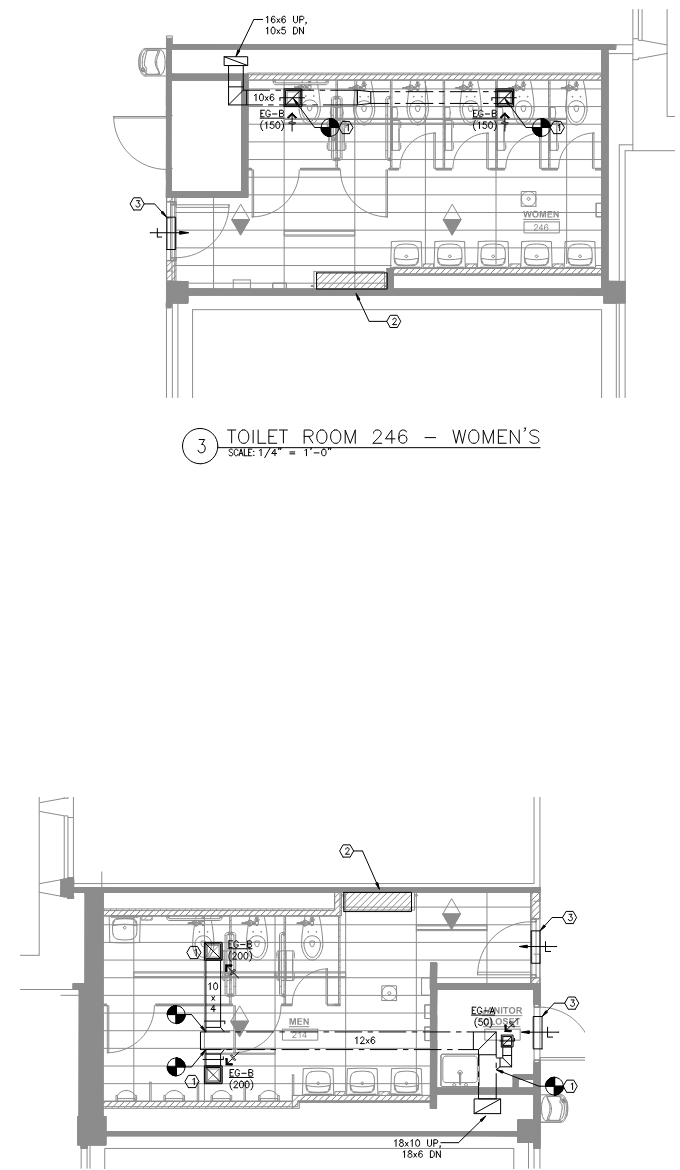 16x6 UP,
10x5 DN
10x6
EG-B
(150)
1
EG-B
(150)
1
3
WOMEN
246
2
3
TOILET ROOM 246 - WOMEN'S
SCALE: 1/4" = 1'-0"
2
3
1
EG-B
(200)
10
x
4
EG-A
(50)
JANITOR
CLOSET
3
MEN
214
12x6
1
EG-B
(200)
1
18x10 UP,
18x6 DN